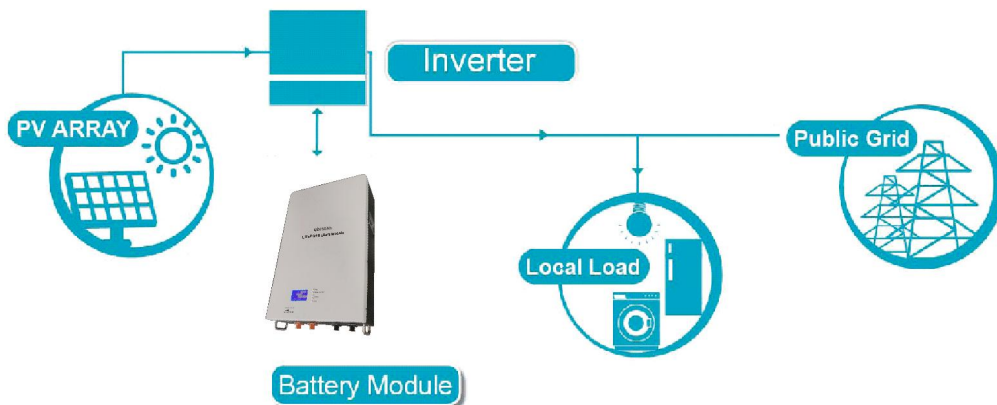 Inverter
PV ARRAY
Public Grid
Local Load
Battery Module